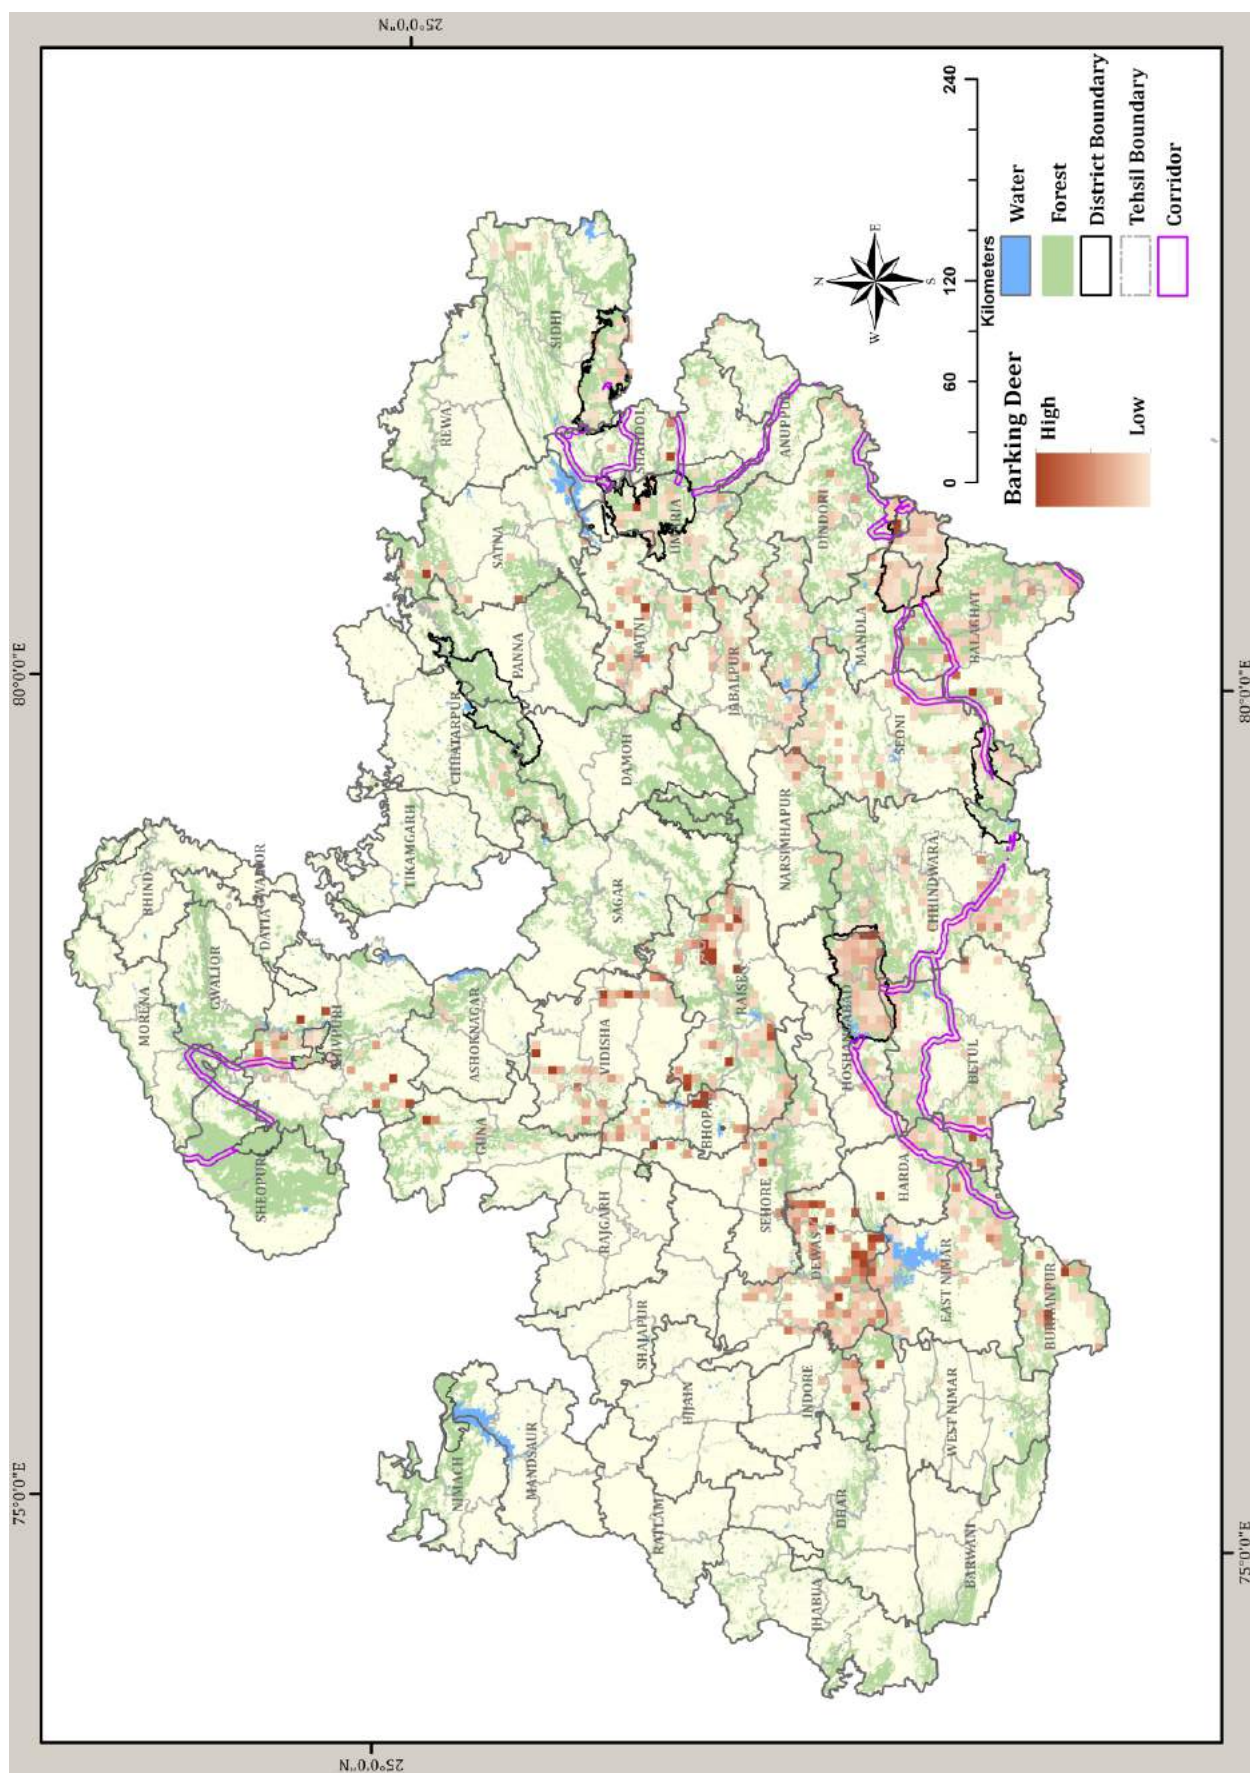 80°0'0"E
75°0'0"E
25°0'0"N
25°0'0"N
80°0'0"E
75°0'0"E
BHIND
MORENA
GWALIOR
DATIA
GWALIOR
SHEOPUR
SHIVPURI
TIKAMGARH
CHHATARPUR
REWA
SATNA
SIDHI
PANNA
ASHOKNAGAR
GUNA
NIMACH
MANDSAUR
SAGAR
DAMOH
KATNI
UMARIA
SHAHDOL
ANUPPUR
VIDISHA
RAJGARH
SHAJAPUR
UJJAIN
RATLAM
BHOPAL
RAISEN
SEHORE
JABALPUR
NARSIMHAPUR
DINDORI
MANDLA
DEWAS
INDORE
DHAR
JHABUA
HOSHANGABAD
HARDA
SEONI
BALAGHAT
CHHINDWARA
BETUL
EAST NIMAR
WEST NIMAR
BARWANI
BURHANPUR
N
W
E
S
0
60
120
240
Kilometers
Barking Deer
High
Low
Water
Forest
District Boundary
Tehsil Boundary
Corridor